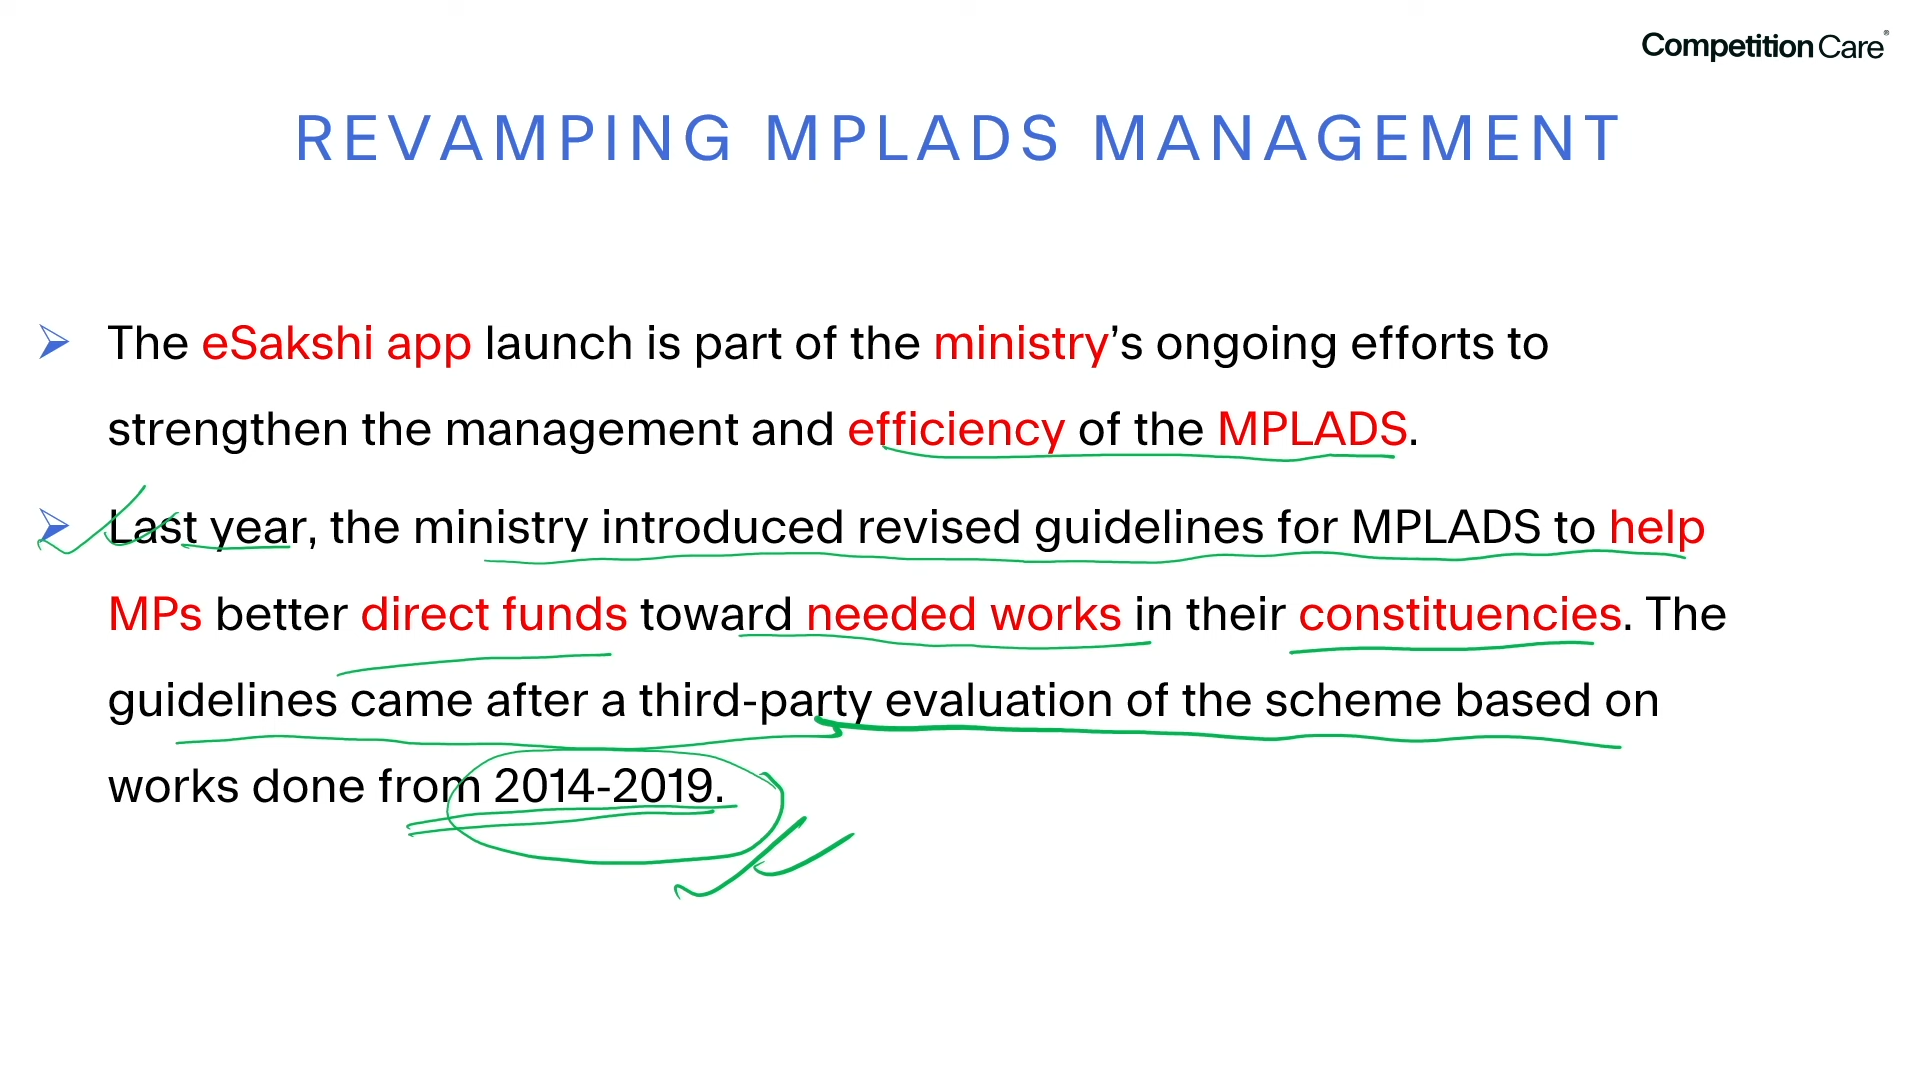 Competition Care®
REVAMPING MPLADS MANAGEMENT
The eSakshi app launch is part of the ministry’s ongoing efforts to
strengthen the management and efficiency of the MPLADS.
Last year, the ministry introduced revised guidelines for MPLADS to help
MPs better direct funds toward needed works in their constituencies. The
guidelines came after a third-party evaluation of the scheme based on
works done from 2014-2019.